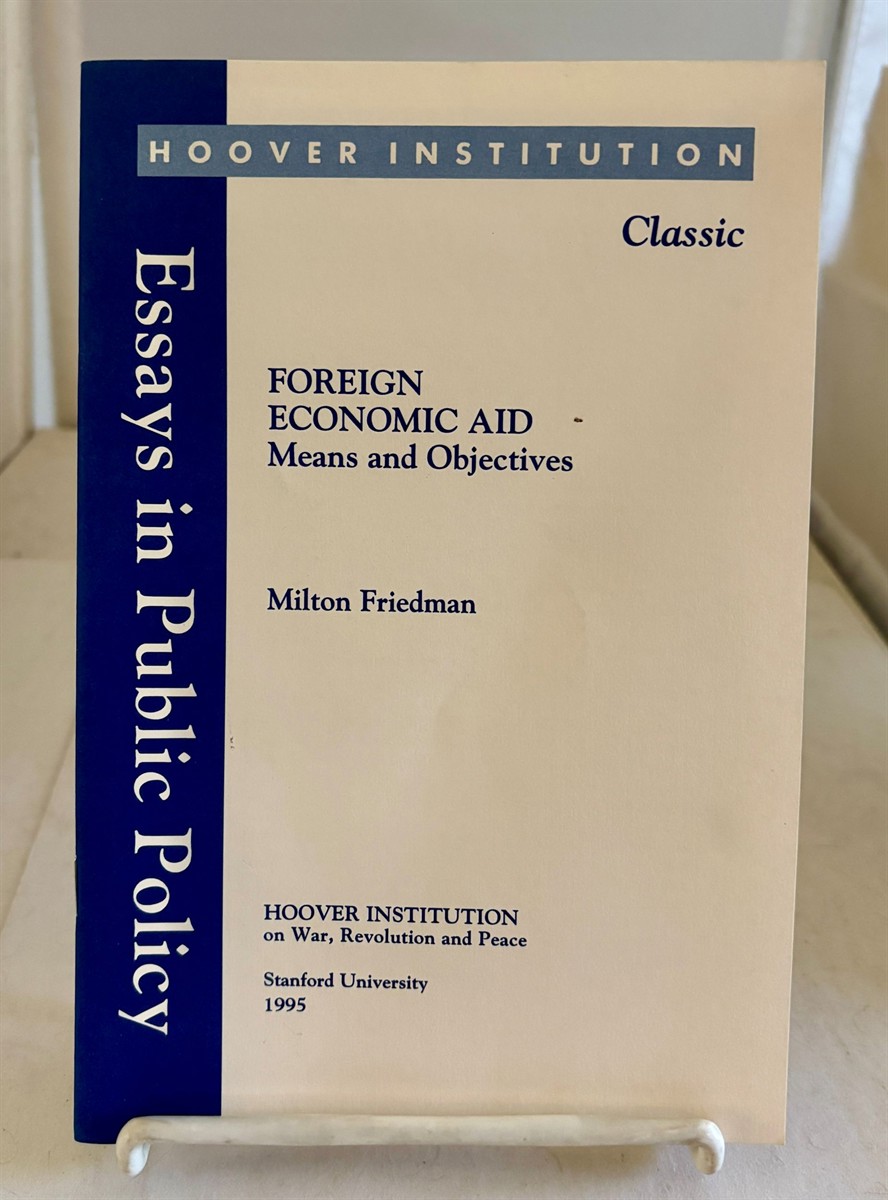 HOOVER INSTITUTION
Classic
Essays in Public Policy
FOREIGN
ECONOMIC AID
Means and Objectives
Milton Friedman
HOOVER INSTITUTION
on War, Revolution and Peace
Stanford University
1995